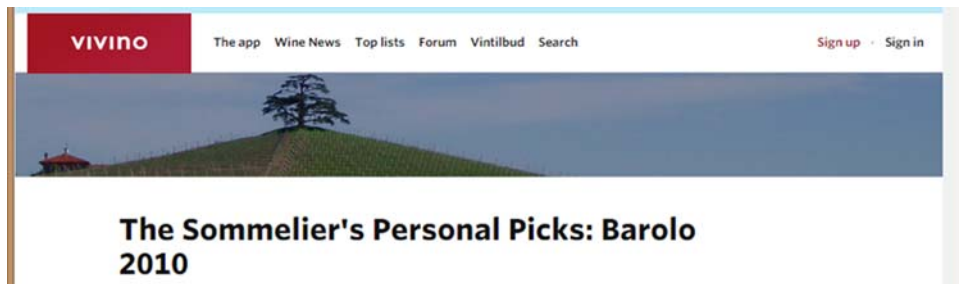 VIVINO The app Wine News Top lists Forum Vintilbud Search Sign up · Sign in
The Sommelier's Personal Picks: Barolo
2010